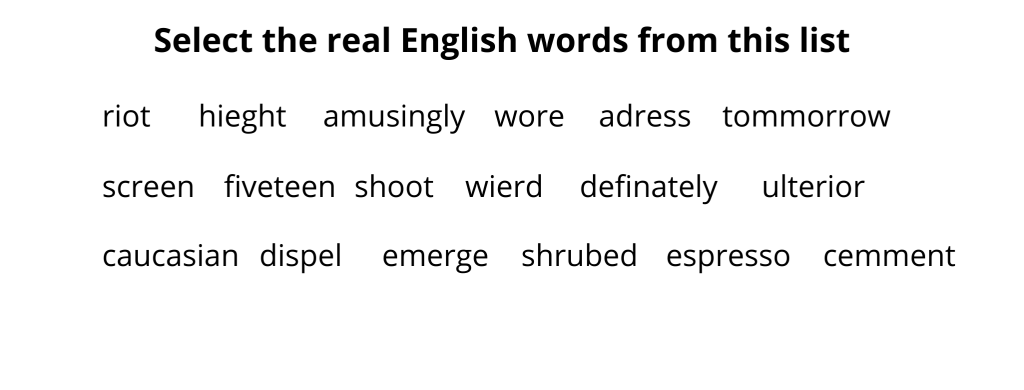 Select the real English words from this list
riot hieght amusingly wore adress tommorrow
screen fiveteen shoot wierd definately ulterior
caucasian dispel emerge shrubed espresso cemment